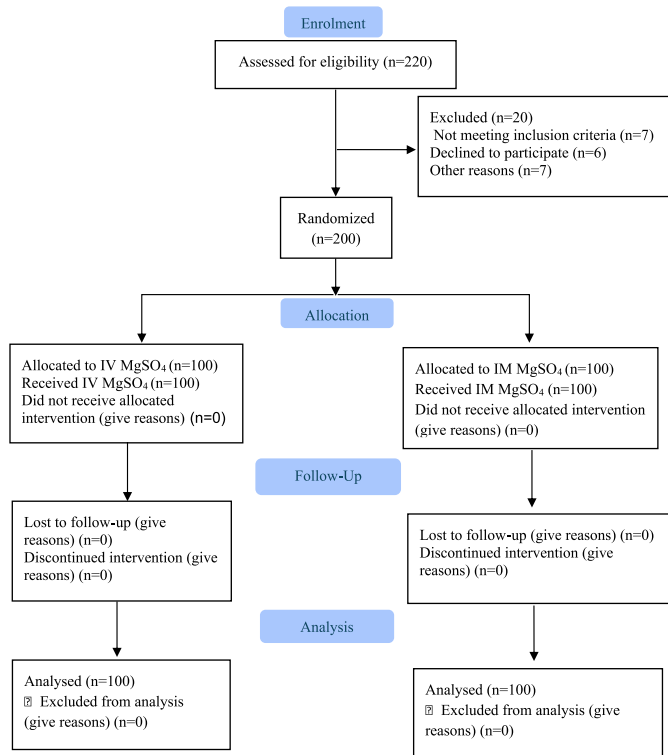 Enrolment
Assessed for eligibility (n=220)
Excluded (n=20)
Not meeting inclusion criteria (n=7)
Declined to participate (n=6)
Other reasons (n=7)
Randomized
(n=200)
Allocation
Allocated to IV MgSO₄ (n=100)
Received IV MgSO₄ (n=100)
Did not receive allocated
intervention (give reasons) (n=0)
Allocated to IM MgSO₄ (n=100)
Received IM MgSO₄ (n=100)
Did not receive allocated intervention
(give reasons) (n=0)
Follow-Up
Lost to follow-up (give
reasons) (n=0)
Discontinued intervention (give
reasons) (n=0)
Lost to follow-up (give reasons) (n=0)
Discontinued intervention (give
reasons) (n=0)
Analysis
Analysed (n=100)
⍰ Excluded from analysis
(give reasons) (n=0)
Analysed (n=100)
⍰ Excluded from analysis (give
reasons) (n=0)